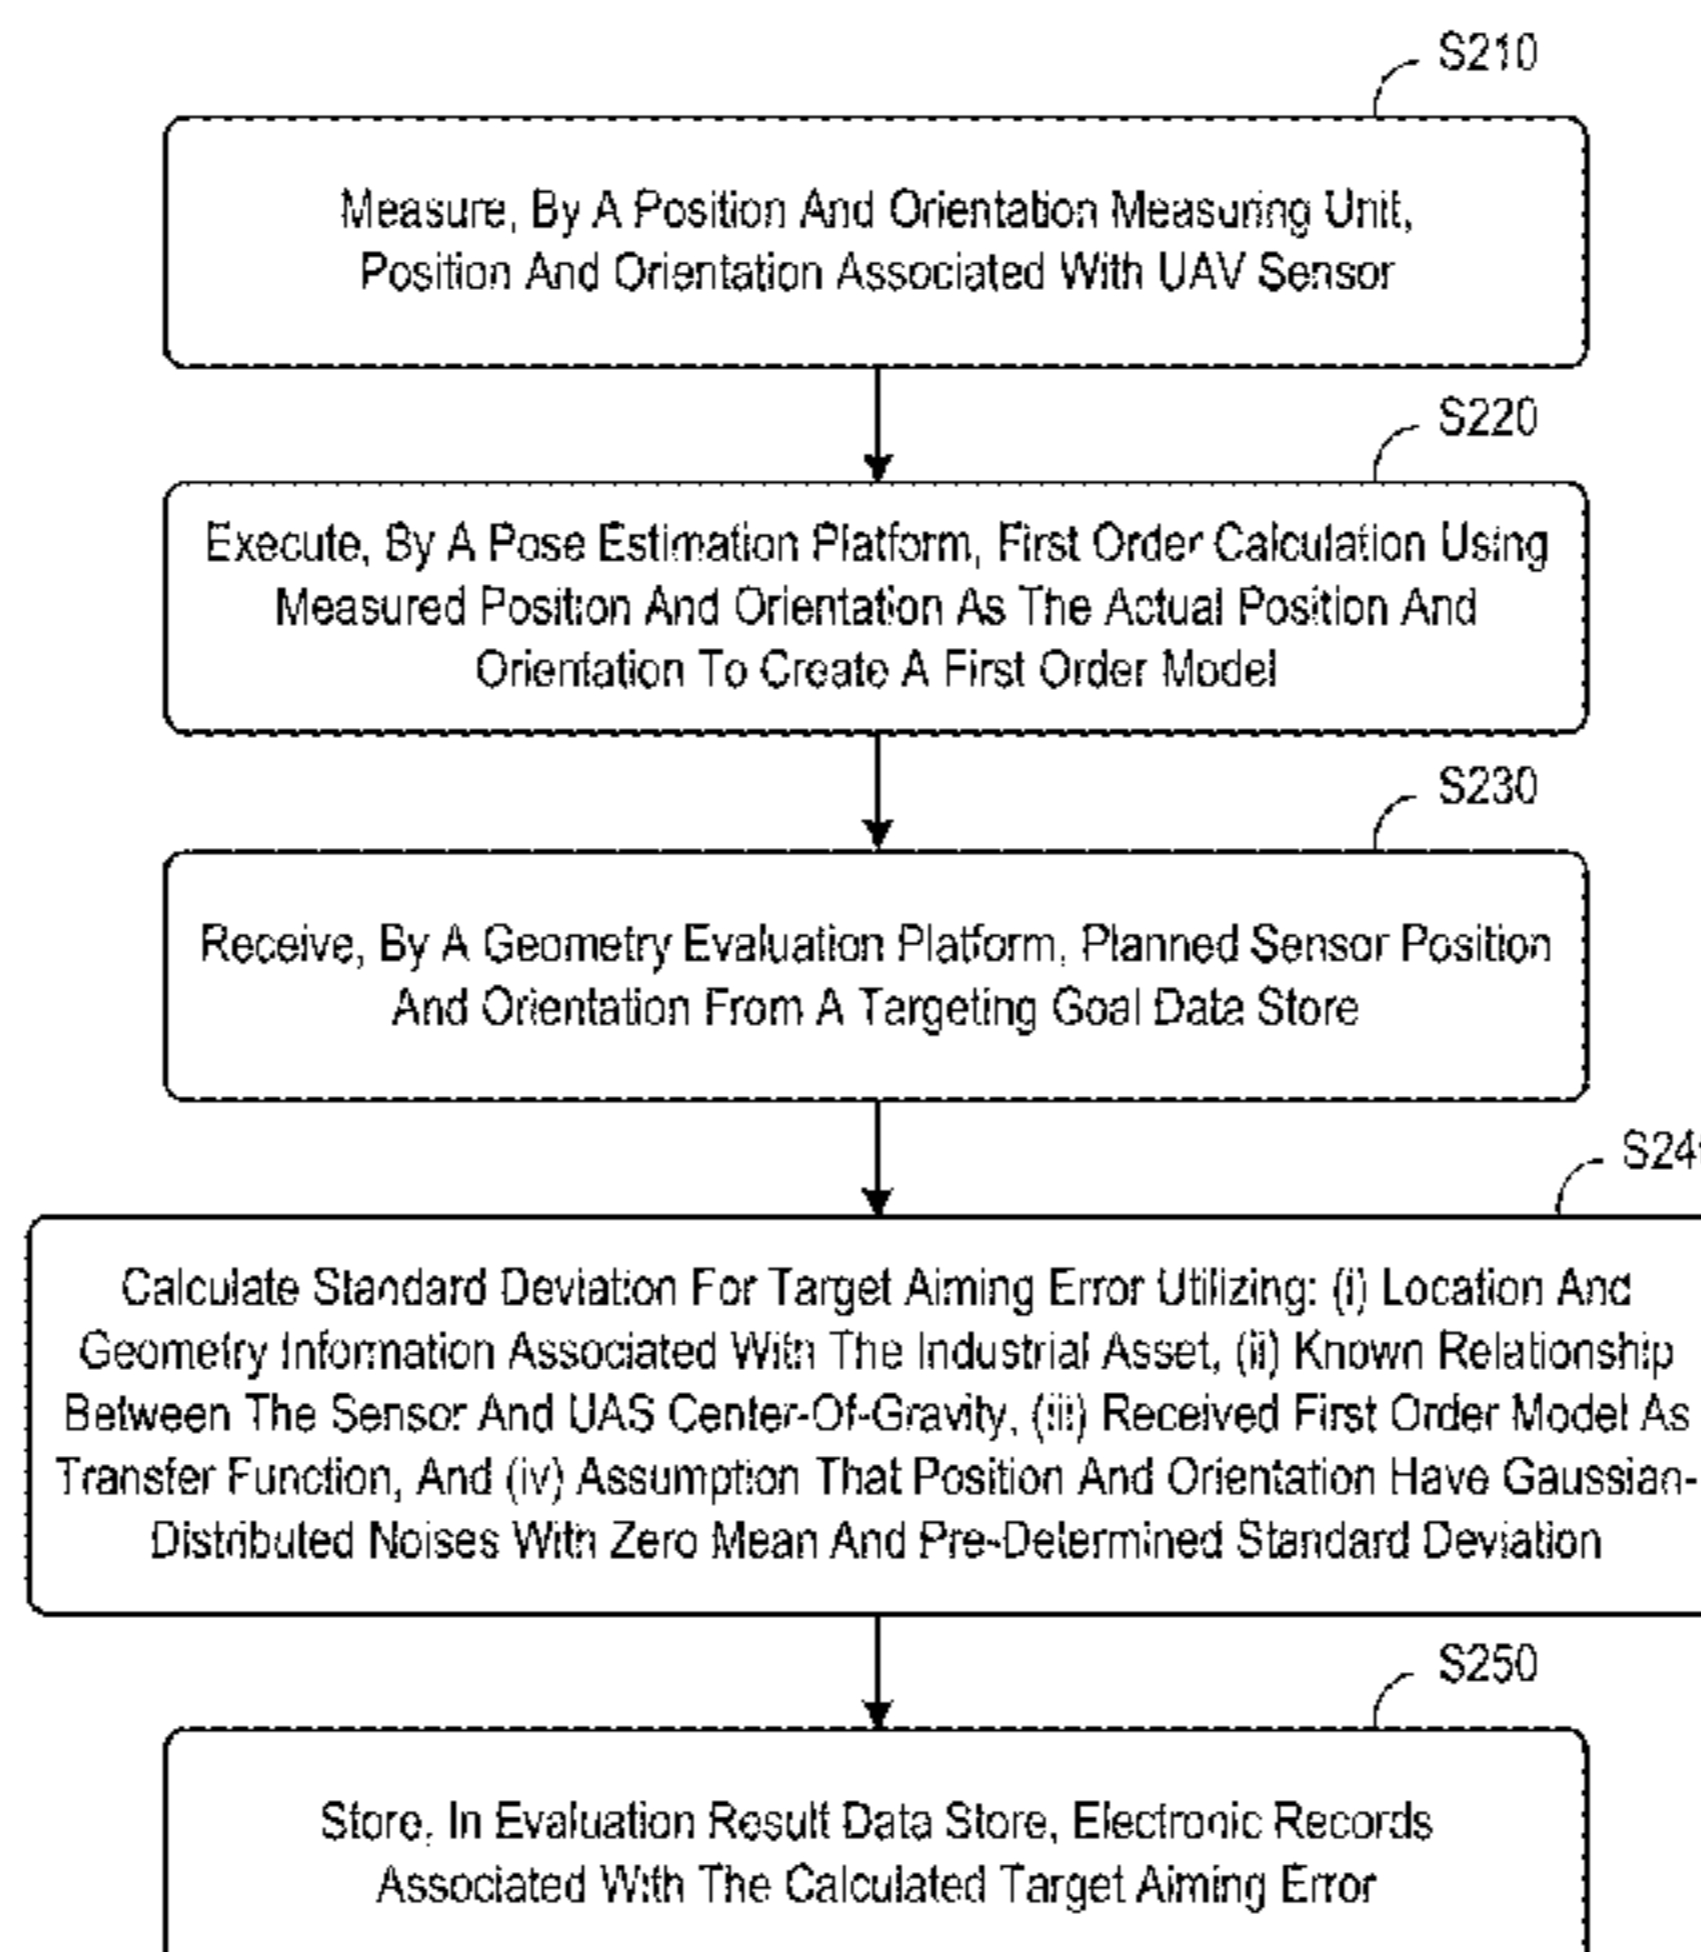 S210
Measure, By A Position And Orientation Measuring Unit,
Position And Orientation Associated With UAV Sensor
S220
Execute, By A Pose Estimation Platform, First Order Calculation Using
Measured Position And Orientation As The Actual Position And
Orientation To Create A First Order Model
S230
Receive, By A Geometry Evaluation Platform, Planned Sensor Position
And Orientation From A Targeting Goal Data Store
Calculate Standard Deviation For Target Aiming Error Utilizing: (i) Location And
Geometry Information Associated With The Industrial Asset, (ii) Known Relationship
Between The Sensor And UAS Center-Of-Gravity, (iii) Received First Order Model As
Transfer Function, And (iv) Assumption That Position And Orientation Have Gaussian-
Distributed Noises With Zero Mean And Pre-Determined Standard Deviation
S250
Store, In Evaluation Result Data Store, Electronic Records
Associated With The Calculated Target Aiming Error